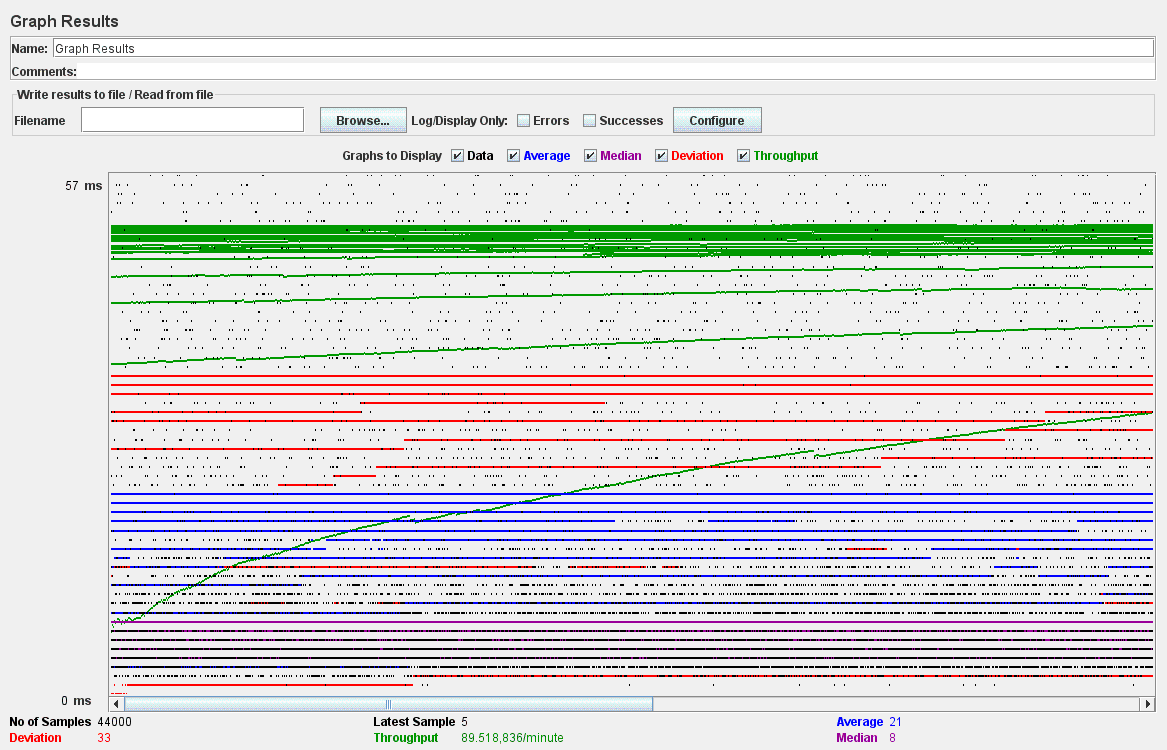 Graph Results
Name: Graph Results
Comments:
Write results to file / Read from file
Filename Browse... Log/Display Only: Errors Successes Configure
Graphs to Display Data Average Median Deviation Throughput
57 ms
0 ms
No of Samples 44000 Latest Sample 5 Average 21
Deviation 33 Throughput 89.518,836/minute Median 8